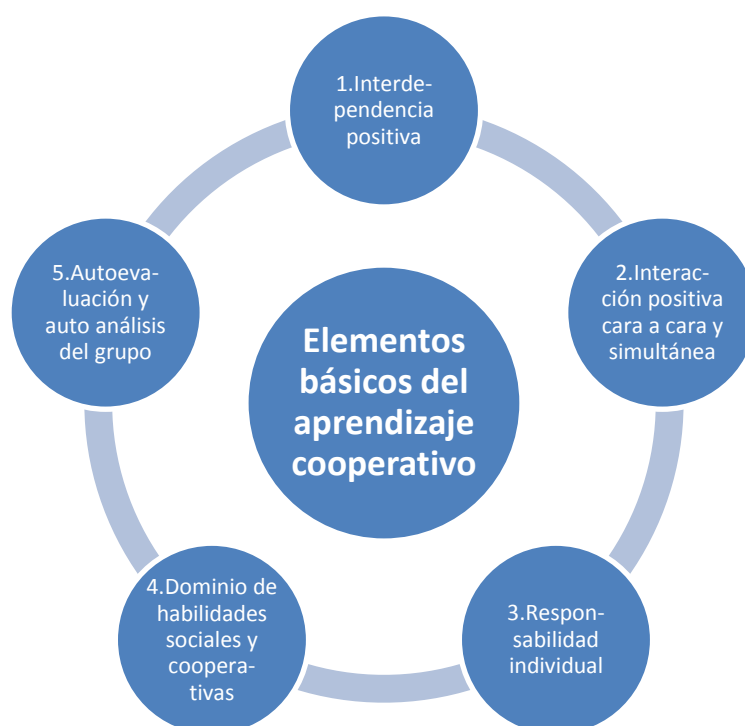 1.Interde-
pendencia
positiva
2.Interac-
ción positiva
cara a cara y
simultánea
3.Respon-
sabilidad
individual
4.Dominio de
habilidades
sociales y
coopera-
tivas
5.Autoeva-
luación y
auto análisis
del grupo
Elementos
básicos del
aprendizaje
cooperativo